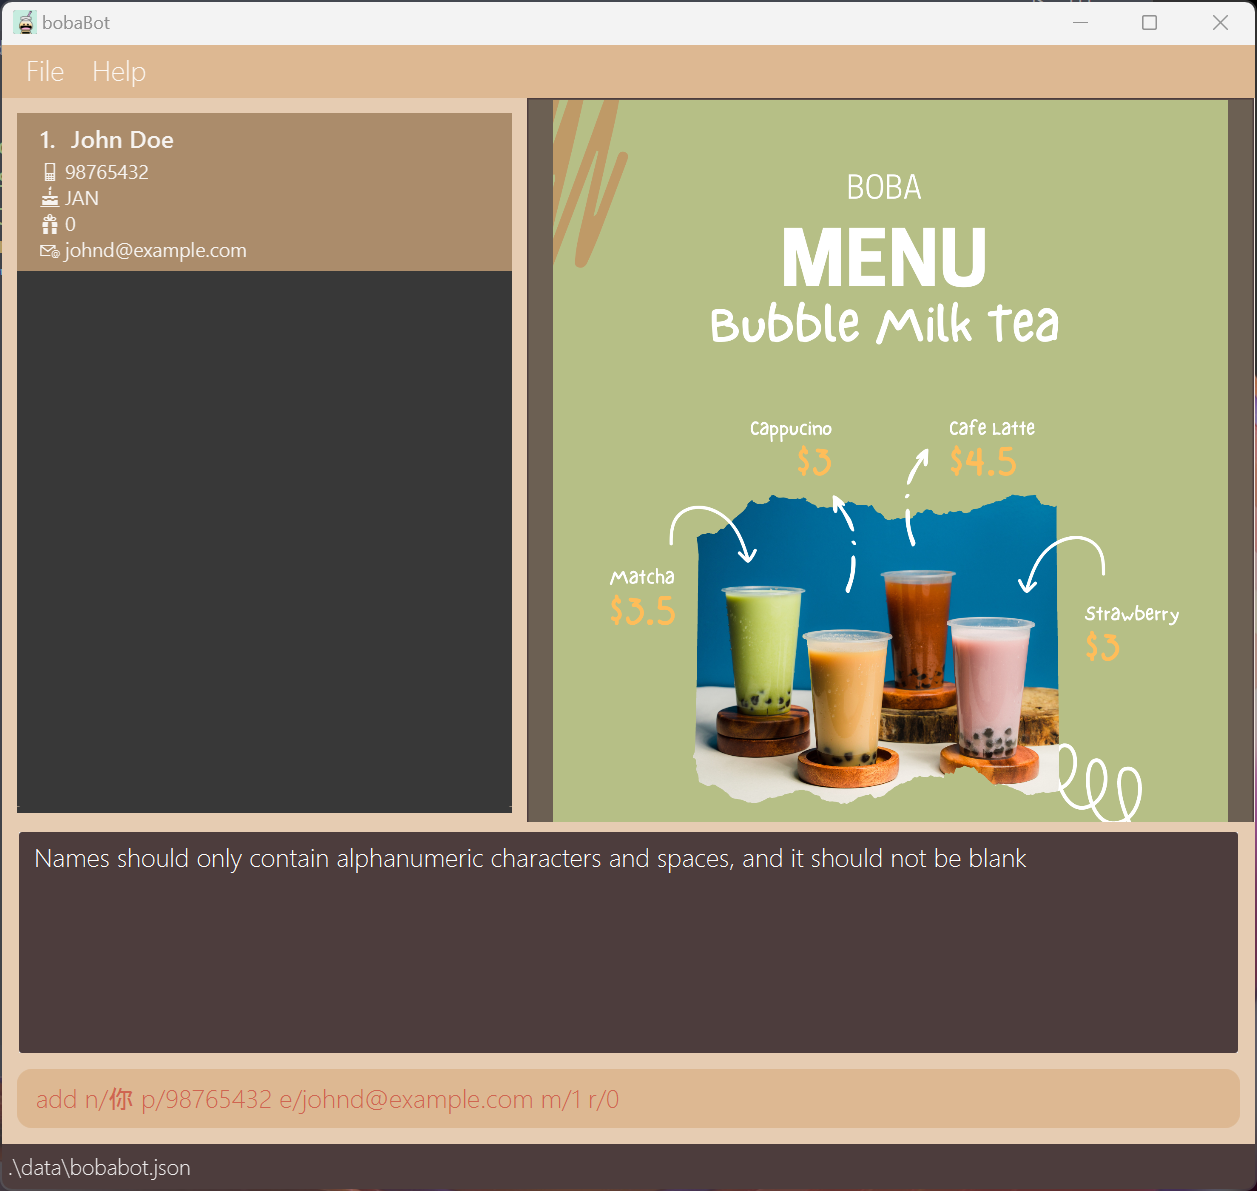 bobaBot
File Help
1. John Doe
98765432
JAN
0
johnd@example.com
BOBA
MENU
Bubble Milk Tea
Cappucino
$3
Cafe Latte
$4.5
Matcha
$3.5
Strawberry
$3
Names should only contain alphanumeric characters and spaces, and it should not be blank
add n/你 p/98765432 e/johnd@example.com m/1 r/0
.\data\bobabot.json